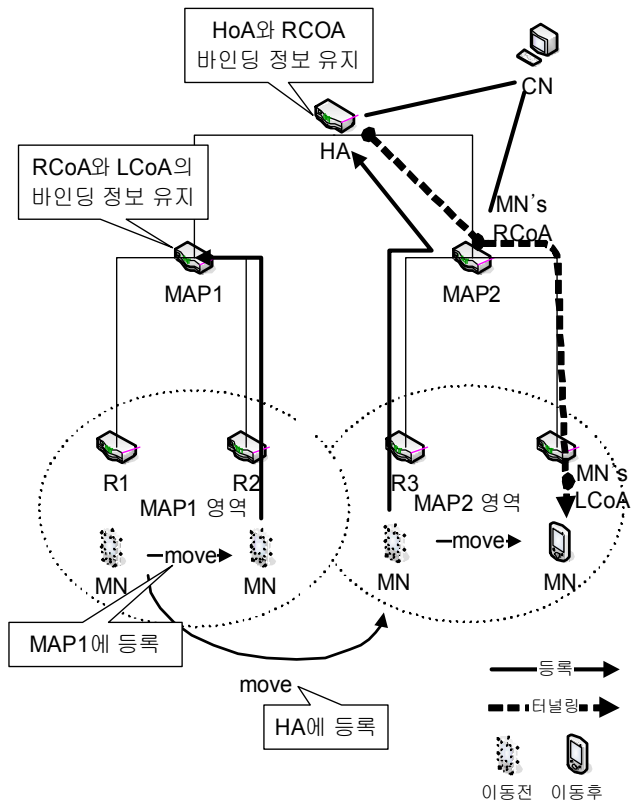 HoA와 RCOA
바인딩 정보 유지
CN
HA
RCoA와 LCoA의
바인딩 정보 유지
MN's
RCoA
MAP1
MAP2
R1
R2
R3
MN's
LCoA
MAP1 영역
MAP2 영역
move
move
MN
MN
MN
MN
MAP1에 등록
move
HA에 등록
등록
터널링
이동전
이동후